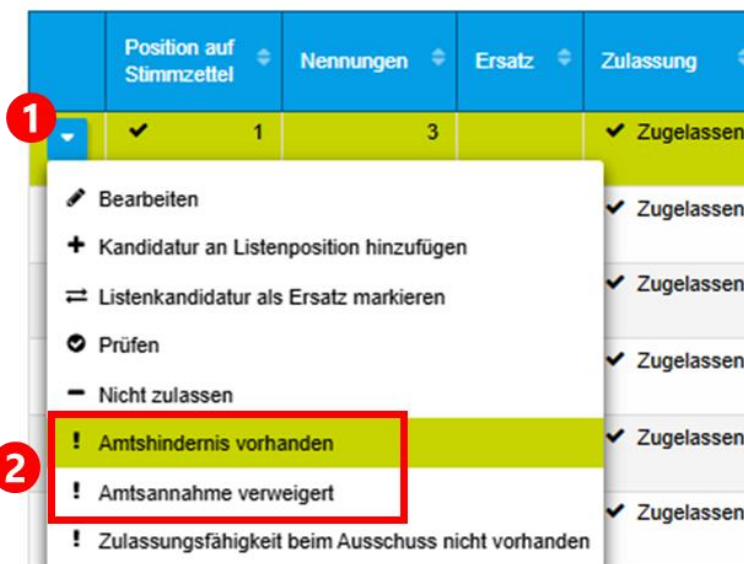 Position auf
Stimmzettel
Nennungen
Ersatz
Zulassung
1
1
3
Zugelassen
Bearbeiten
Zugelassen
Kandidatur an Listenposition hinzufügen
Zugelassen
Listenkandidatur als Ersatz markieren
Prüfen
Zugelassen
Nicht zulassen
2
! Amtshindernis vorhanden
Zugelassen
! Amtsannahme verweigert
Zugelassen
! Zulassungsfähigkeit beim Ausschuss nicht vorhanden